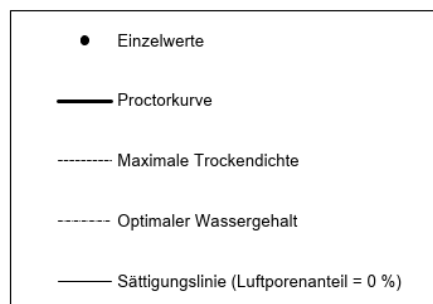 Einzelwerte
Proctorkurve
Maximale Trockendichte
Optimaler Wassergehalt
Sättigungslinie (Luftporenanteil = 0 %)